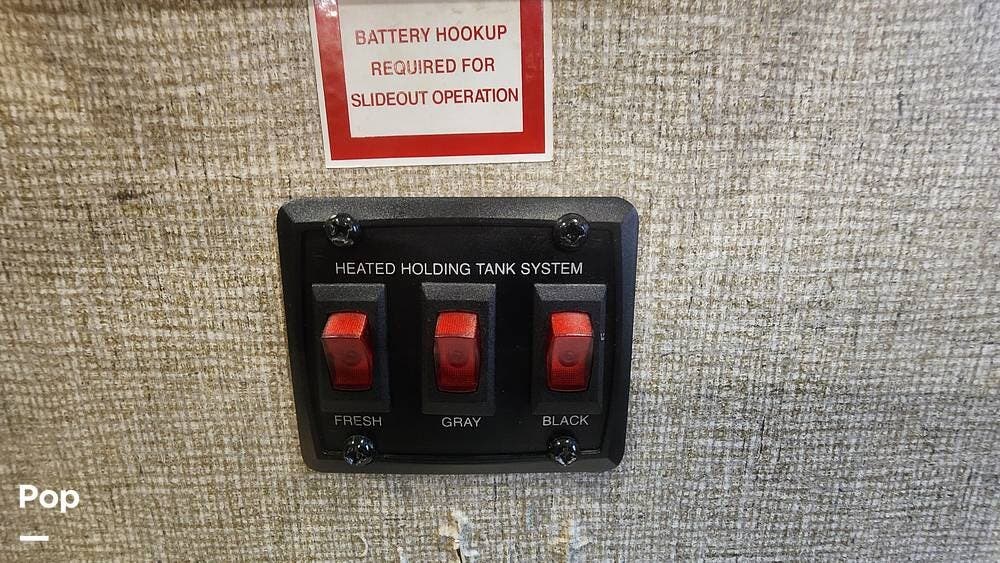 BATTERY HOOKUP
REQUIRED FOR
SLIDEOUT OPERATION
HEATED HOLDING TANK SYSTEM
FRESH GRAY BLACK
Pop